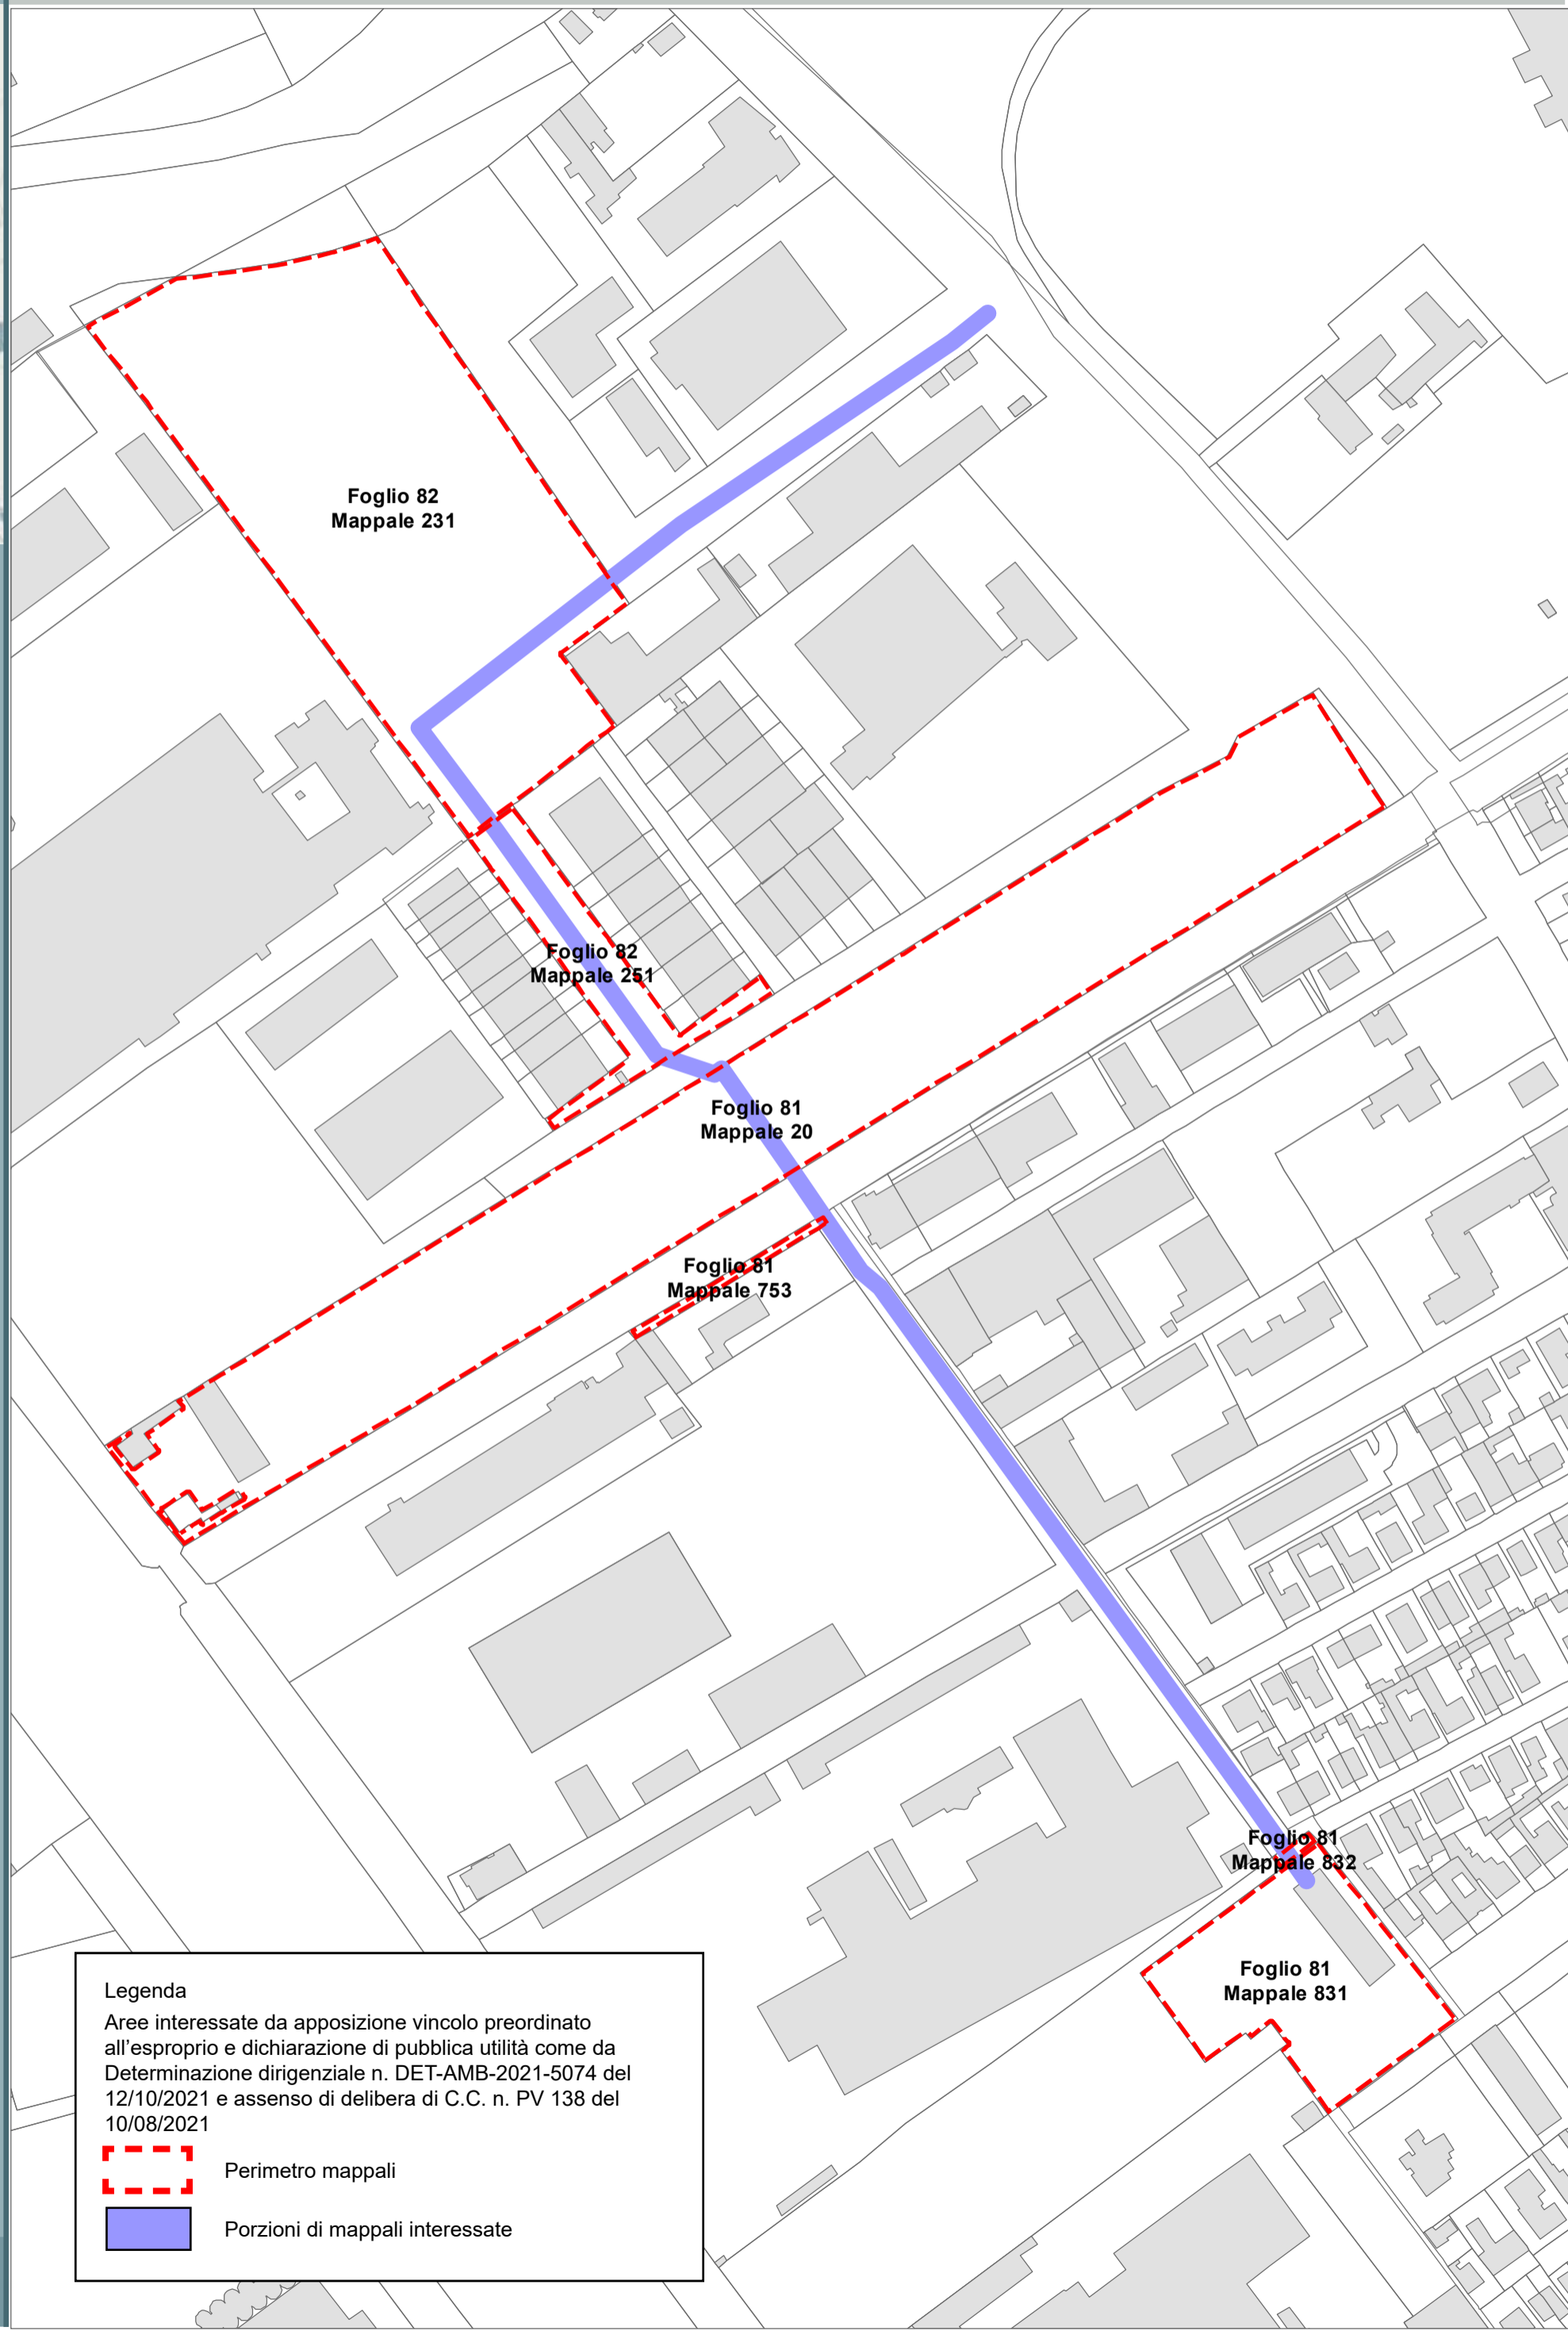 Foglio 82
Mappale 231
Foglio 82
Mappale 251
Foglio 81
Mappale 20
Foglio 81
Mappale 753
Foglio 81
Mappale 832
Foglio 81
Mappale 831
Legenda
Aree interessate da apposizione vincolo preordinato
all’esproprio e dichiarazione di pubblica utilità come da
Determinazione dirigenziale n. DET-AMB-2021-5074 del
12/10/2021 e assenso di delibera di C.C. n. PV 138 del
10/08/2021
Perimetro mappali
Porzioni di mappali interessate